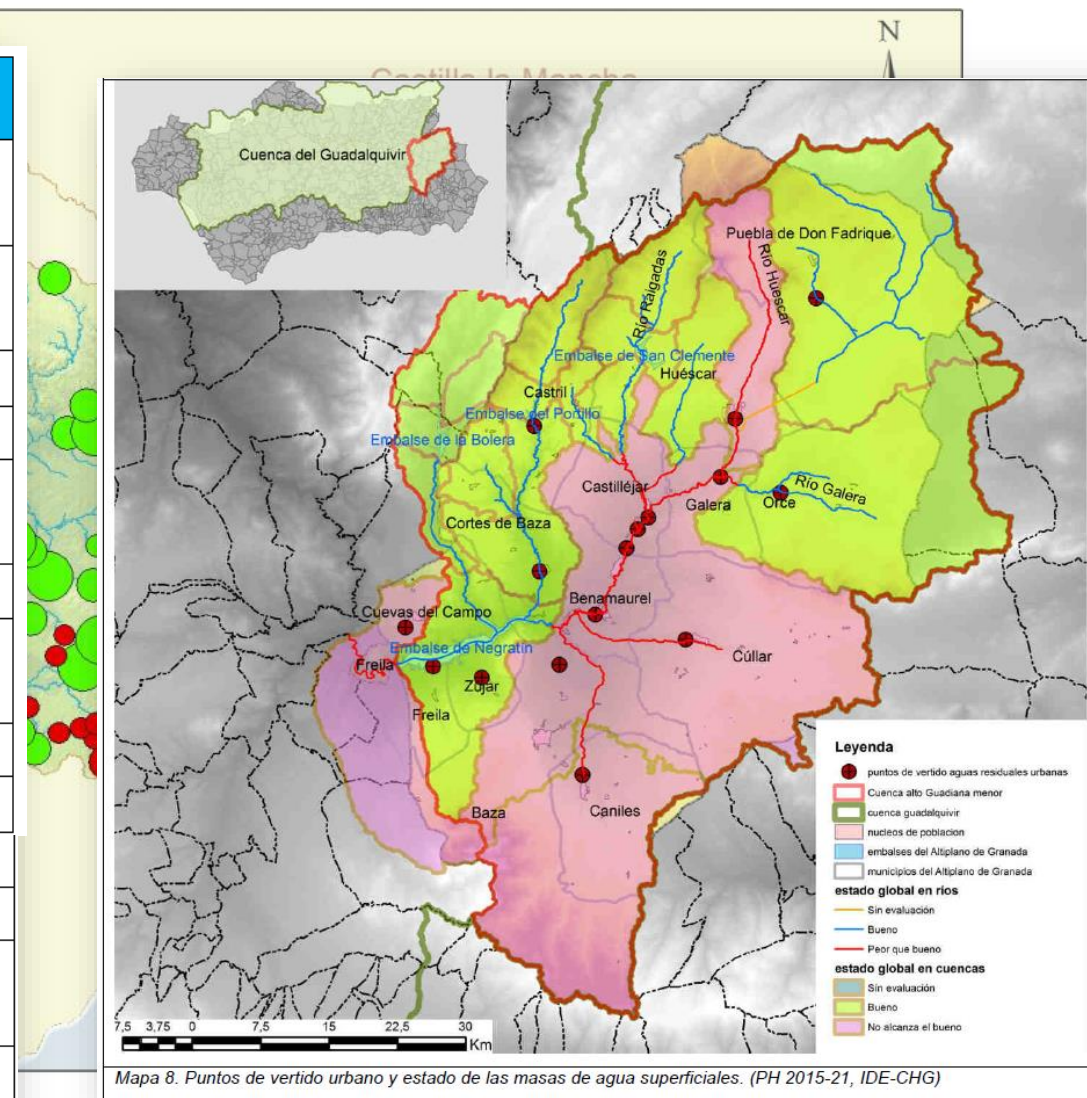 N
Castilla-la Mancha
Cuenca del Guadalquivir
Puebla de Don Fadrique
Río Raigadas
Río Huescar
Embalse de San Clemente
Huéscar
Castril
Embalse del Portillo
Embalse de la Bolera
Castilléjar
Río Galera
Galera
Orce
Cortes de Baza
Benamaurel
Cuevas del Campo
Embalse de Negratín
Cúllar
Freila
Zújar
Freila
Baza
Caniles
Leyenda
puntos de vertido aguas residuales urbanas
Cuenca alto Guadiana menor
cuenca guadalquivir
nucleos de poblacion
embalses del Altiplano de Granada
municipios del Altiplano de Granada
estado global en ríos
Sin evaluación
Bueno
Peor que bueno
estado global en cuencas
Sin evaluación
Bueno
No alcanza el bueno
7,5 3,75 0 7,5 15 22,5 30
Km
Mapa 8. Puntos de vertido urbano y estado de las masas de agua superficiales. (PH 2015-21, IDE-CHG)